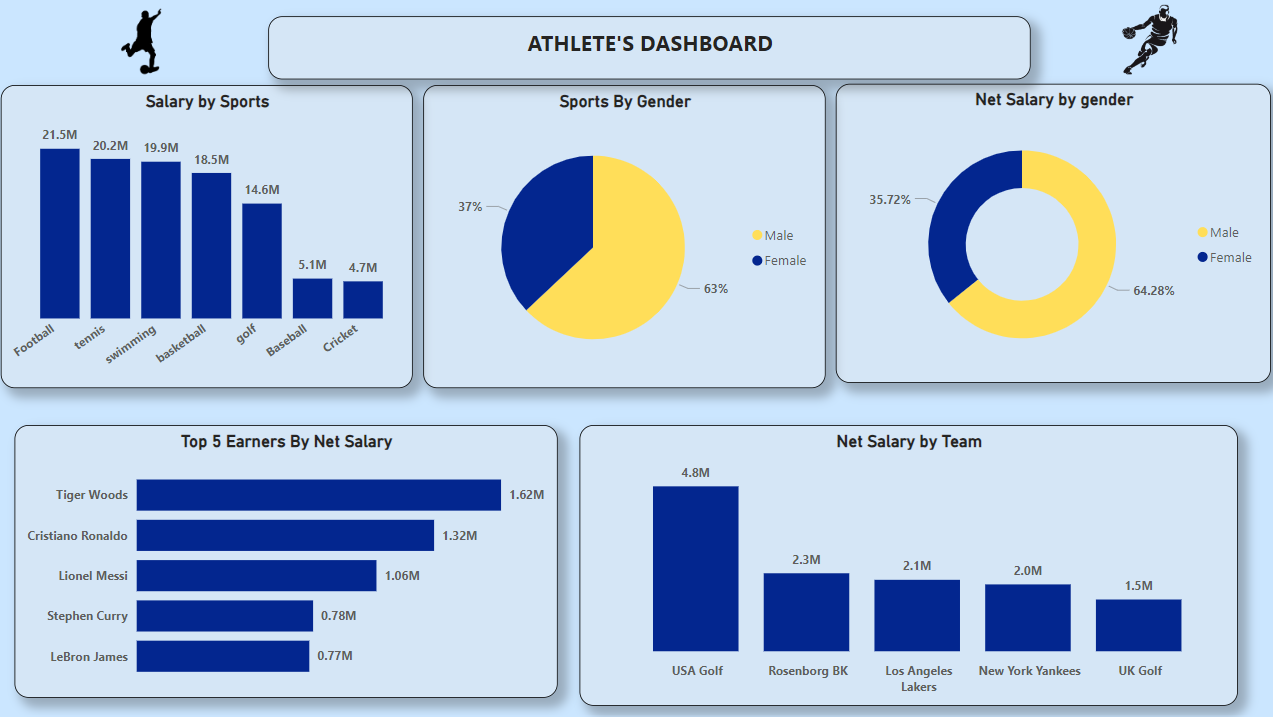 ATHLETE'S DASHBOARD
Salary by Sports
21.5M
20.2M
19.9M
18.5M
14.6M
5.1M
4.7M
Football
tennis
swimming
basketball
golf
Baseball
Cricket
Sports By Gender
37%
63%
Male
Female
Net Salary by gender
35.72%
64.28%
Male
Female
Top 5 Earners By Net Salary
Tiger Woods 1.62M
Cristiano Ronaldo 1.32M
Lionel Messi 1.06M
Stephen Curry 0.78M
LeBron James 0.77M
Net Salary by Team
4.8M
2.3M
2.1M
2.0M
1.5M
USA Golf
Rosenborg BK
Los Angeles
Lakers
New York Yankees
UK Golf